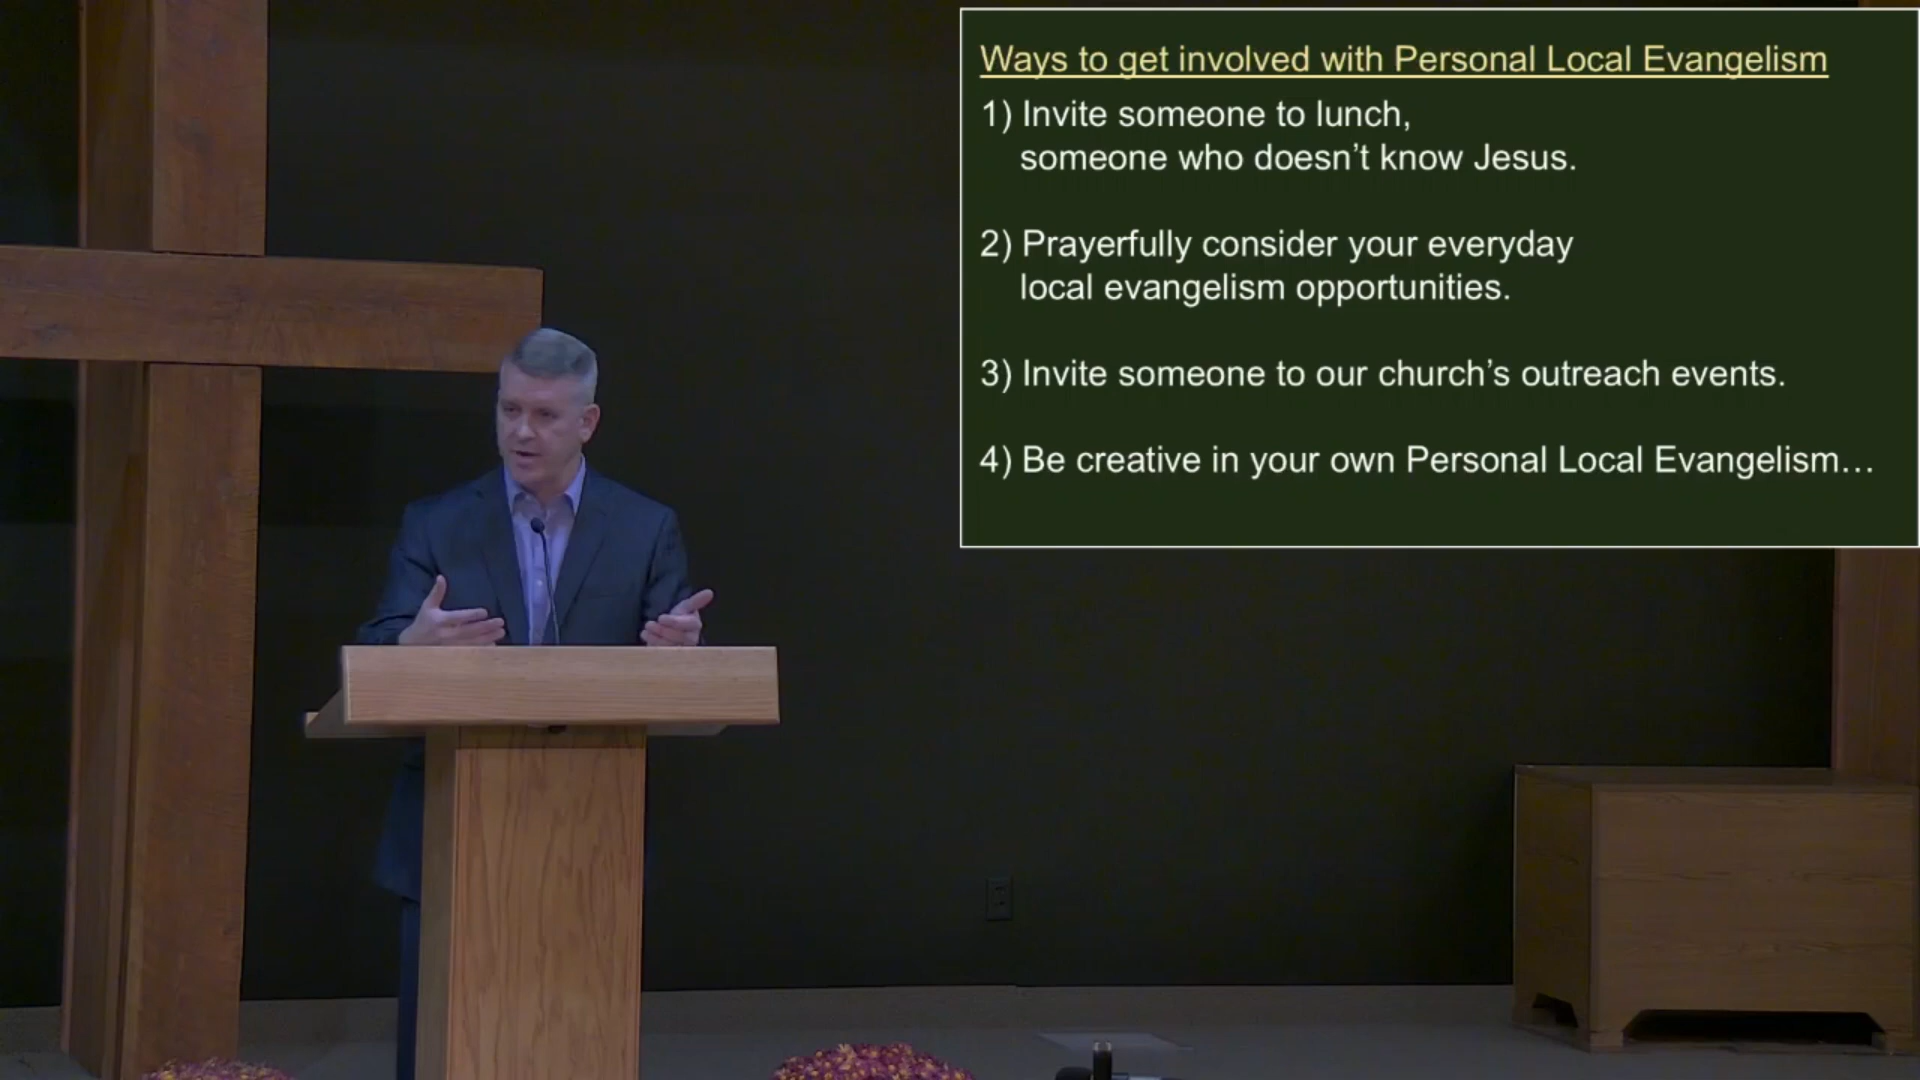 Ways to get involved with Personal Local Evangelism
1) Invite someone to lunch,
someone who doesn’t know Jesus.
2) Prayerfully consider your everyday
local evangelism opportunities.
3) Invite someone to our church’s outreach events.
4) Be creative in your own Personal Local Evangelism…